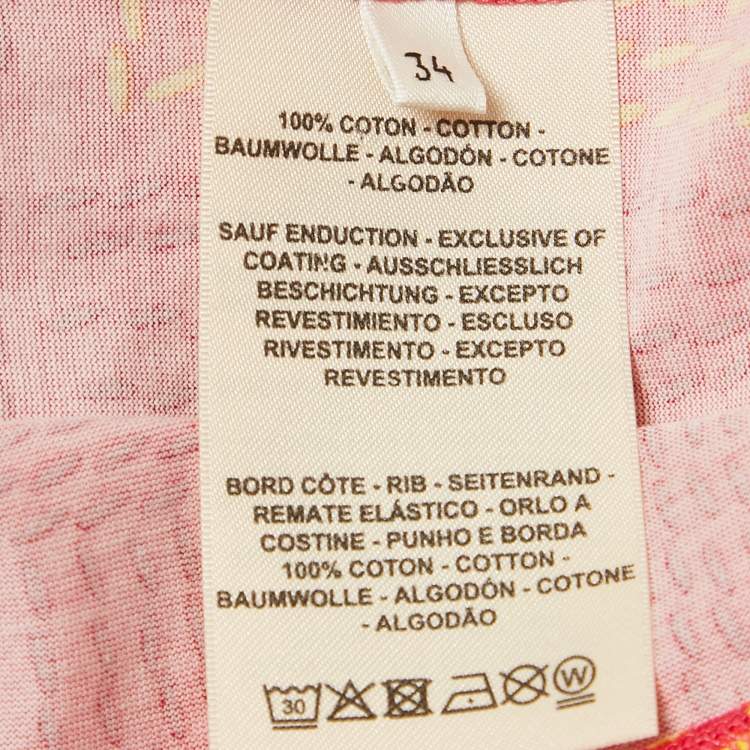 34
100% COTON - COTTON -
BAUMWOLLE - ALGODÓN - COTONE
- ALGODÃO
SAUF ENDUCTION - EXCLUSIVE OF
COATING - AUSSCHLIESSLICH
BESCHICHTUNG - EXCEPTO
REVESTIMIENTO - ESCLUSO
RIVESTIMENTO - EXCEPTO
REVESTIMENTO
BORD CÔTE - RIB - SEITENRAND -
REMATE ELÁSTICO - ORLO A
COSTINE - PUNHO E BORDA
100% COTON - COTTON -
BAUMWOLLE - ALGODÓN - COTONE
- ALGODÃO
30 W